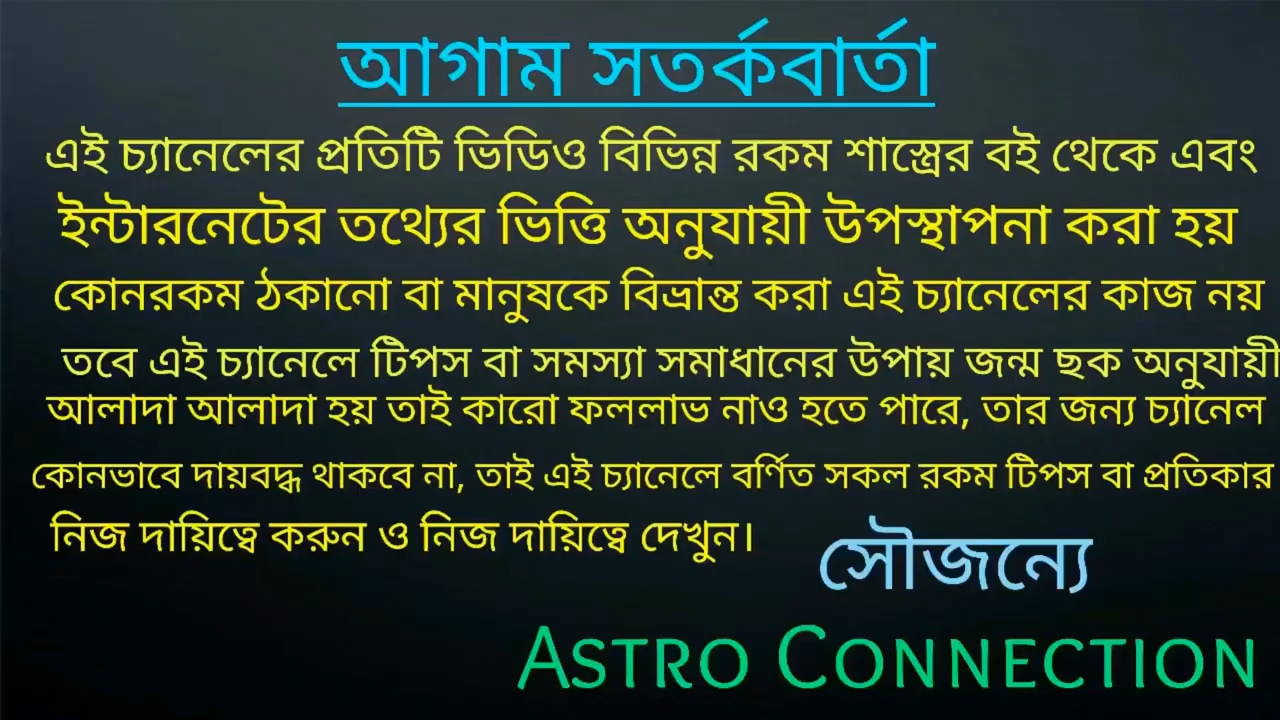 আগাম সতর্কবার্তা
এই চ্যানেলের প্রতিটি ভিডিও বিভিন্ন রকম শাস্ত্রের বই থেকে এবং
ইন্টারনেটের তথ্যের ভিত্তি অনুযায়ী উপস্থাপনা করা হয়
কোনরকম ঠকানো বা মানুষকে বিভ্রান্ত করা এই চ্যানেলের কাজ নয়
তবে এই চ্যানেলে টিপস বা সমস্যা সমাধানের উপায় জন্ম ছক অনুযায়ী
আলাদা আলাদা হয় তাই কারো ফললাভ নাও হতে পারে, তার জন্য চ্যানেল
কোনভাবে দায়বদ্ধ থাকবে না, তাই এই চ্যানেলে বর্ণিত সকল রকম টিপস বা প্রতিকার
নিজ দায়িত্বে করুন ও নিজ দায়িত্বে দেখুন।
সৌজন্যে
ASTRO CONNECTION